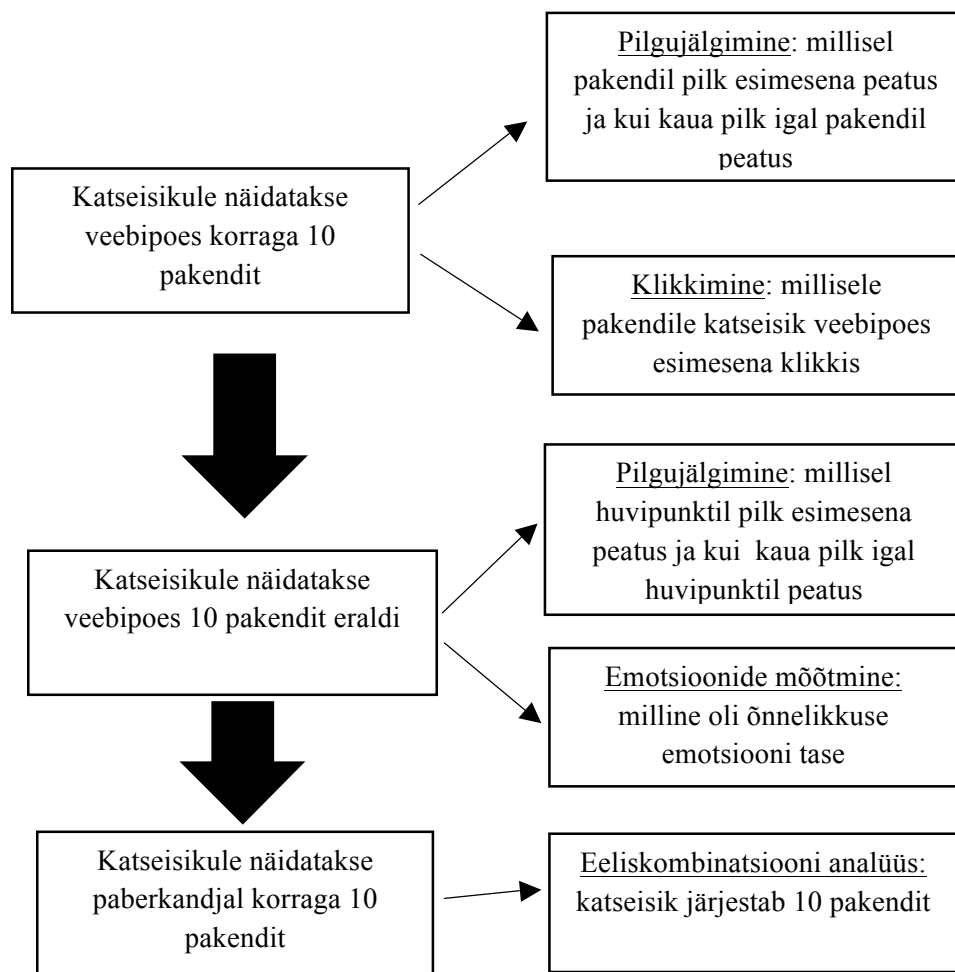 Pilgujälgimine: millisel
pakendil pilk esimesena peatus
ja kui kaua pilk igal pakendil
peatus
Katseisikule näidatakse
veebipoes korraga 10
pakendit
Klikkimine: millisele
pakendile katseisik veebipoes
esimesena klikkis
Pilgujälgimine: millisel
huvipunktil pilk esimesena
peatus ja kui  kaua pilk igal
huvipunktil peatus
Katseisikule näidatakse
veebipoes 10 pakendit eraldi
Emotsioonide mõõtmine:
milline oli õnnelikkuse
emotsiooni tase
Katseisikule näidatakse
paberkandjal korraga 10
pakendit
Eeliskombinatsiooni analüüs:
katseisik järjestab 10 pakendit